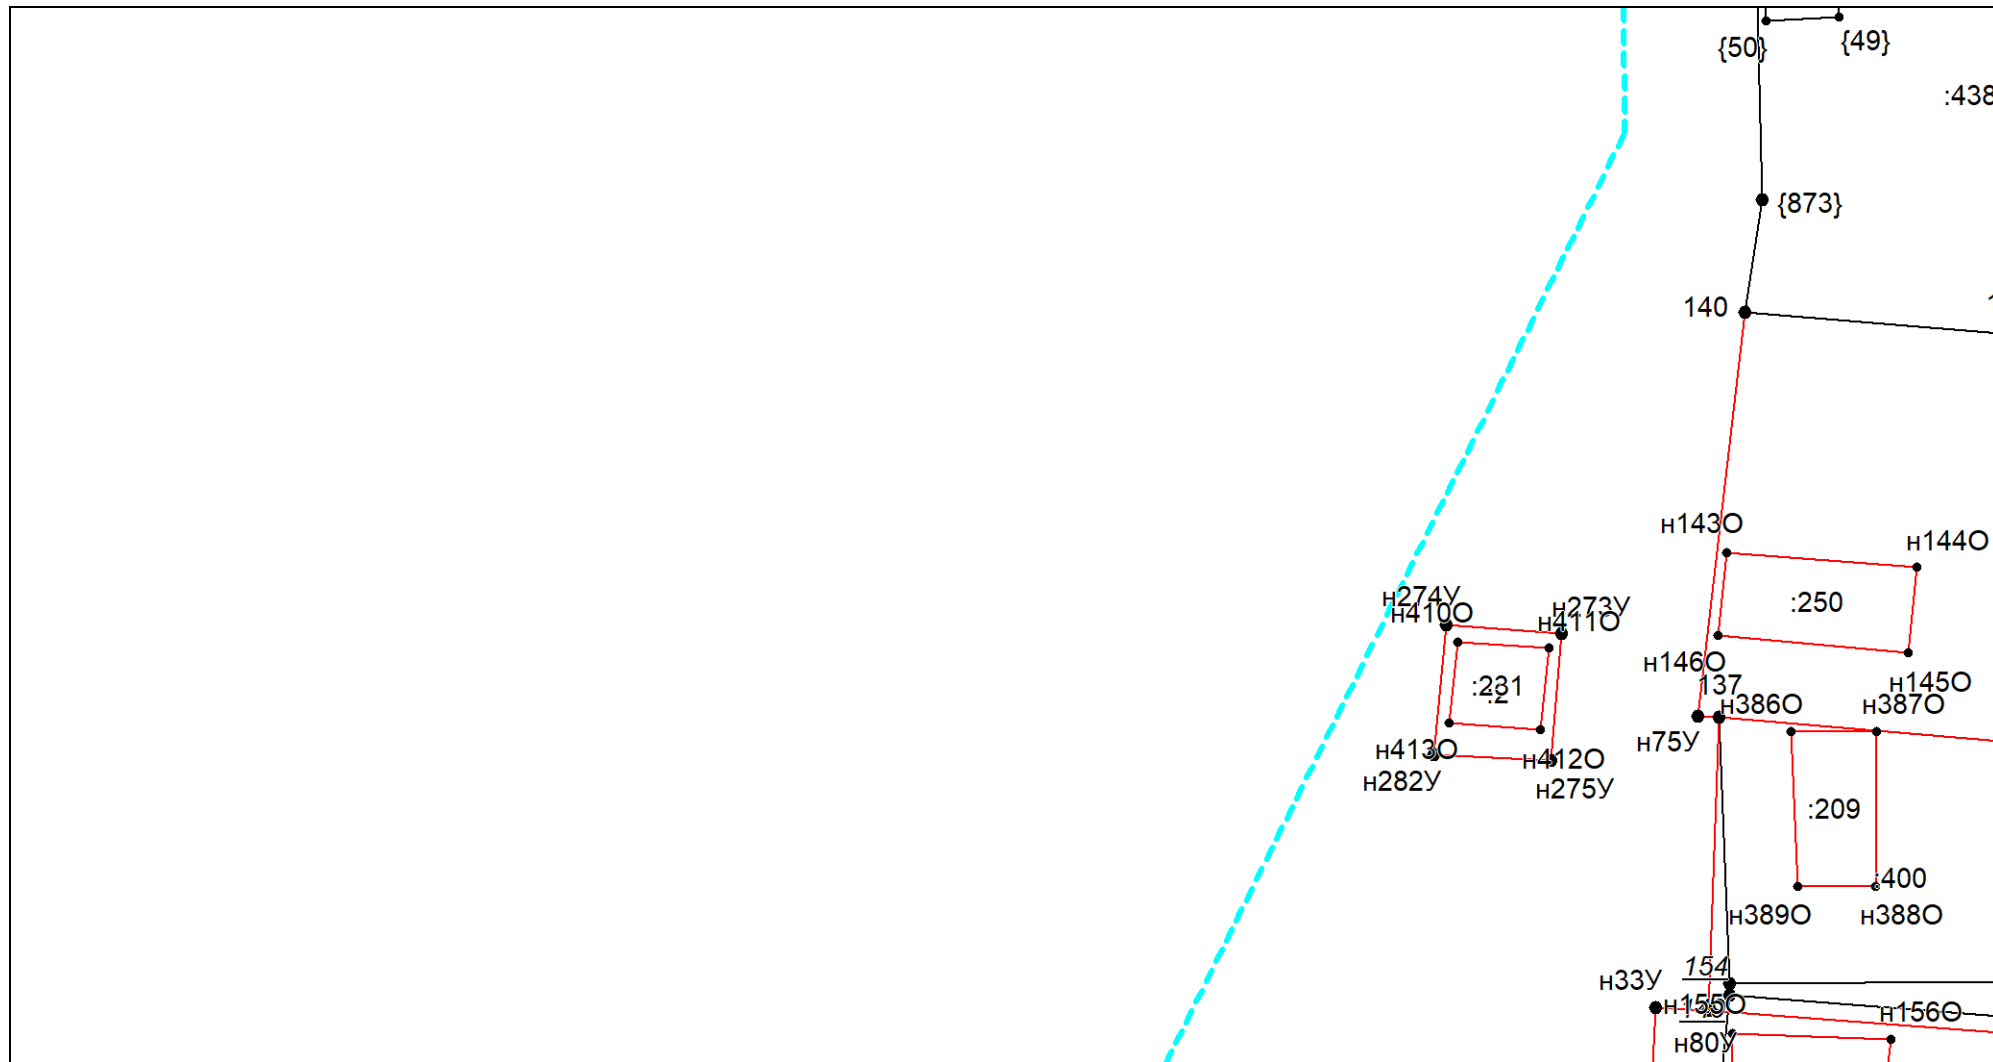 {50}
{49}
:438
{873}
140
н143О
н144О
:250
н274У
н410О
н273У
н411О
н146О
137
н145О
:231
н386О
н387О
н75У
н413О
н412О
н282У
н275У
:209
:400
н389О
н388О
154
н33У
н155О
н156О
н80У